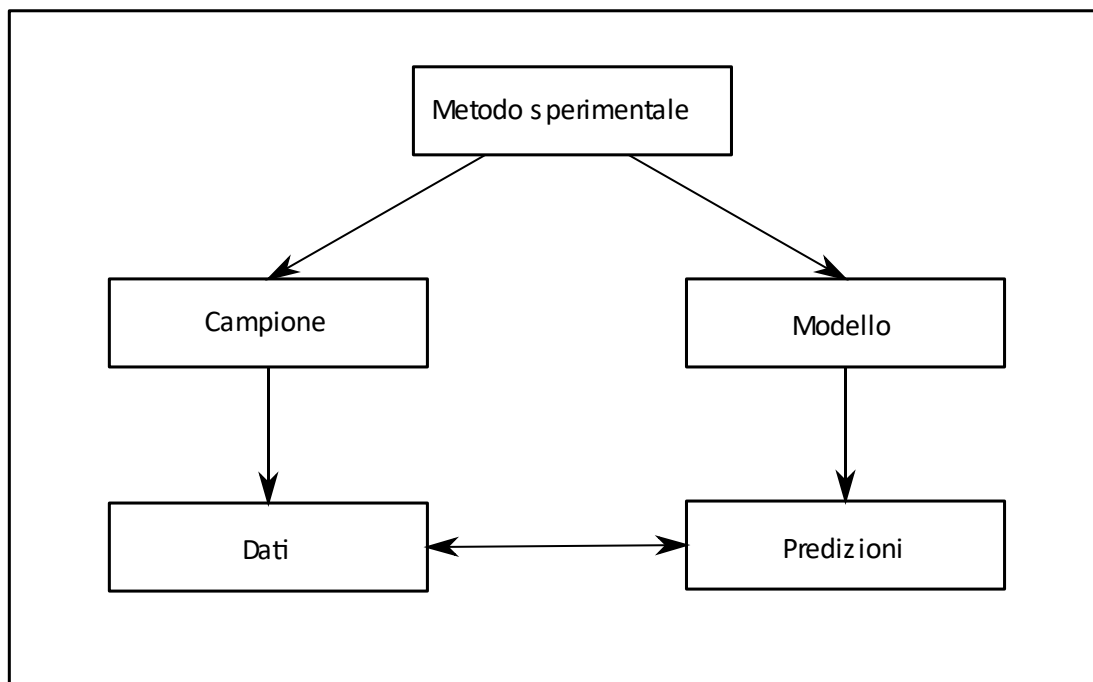 Metodo sperimentale
Campione
Modello
Dati
Predizioni